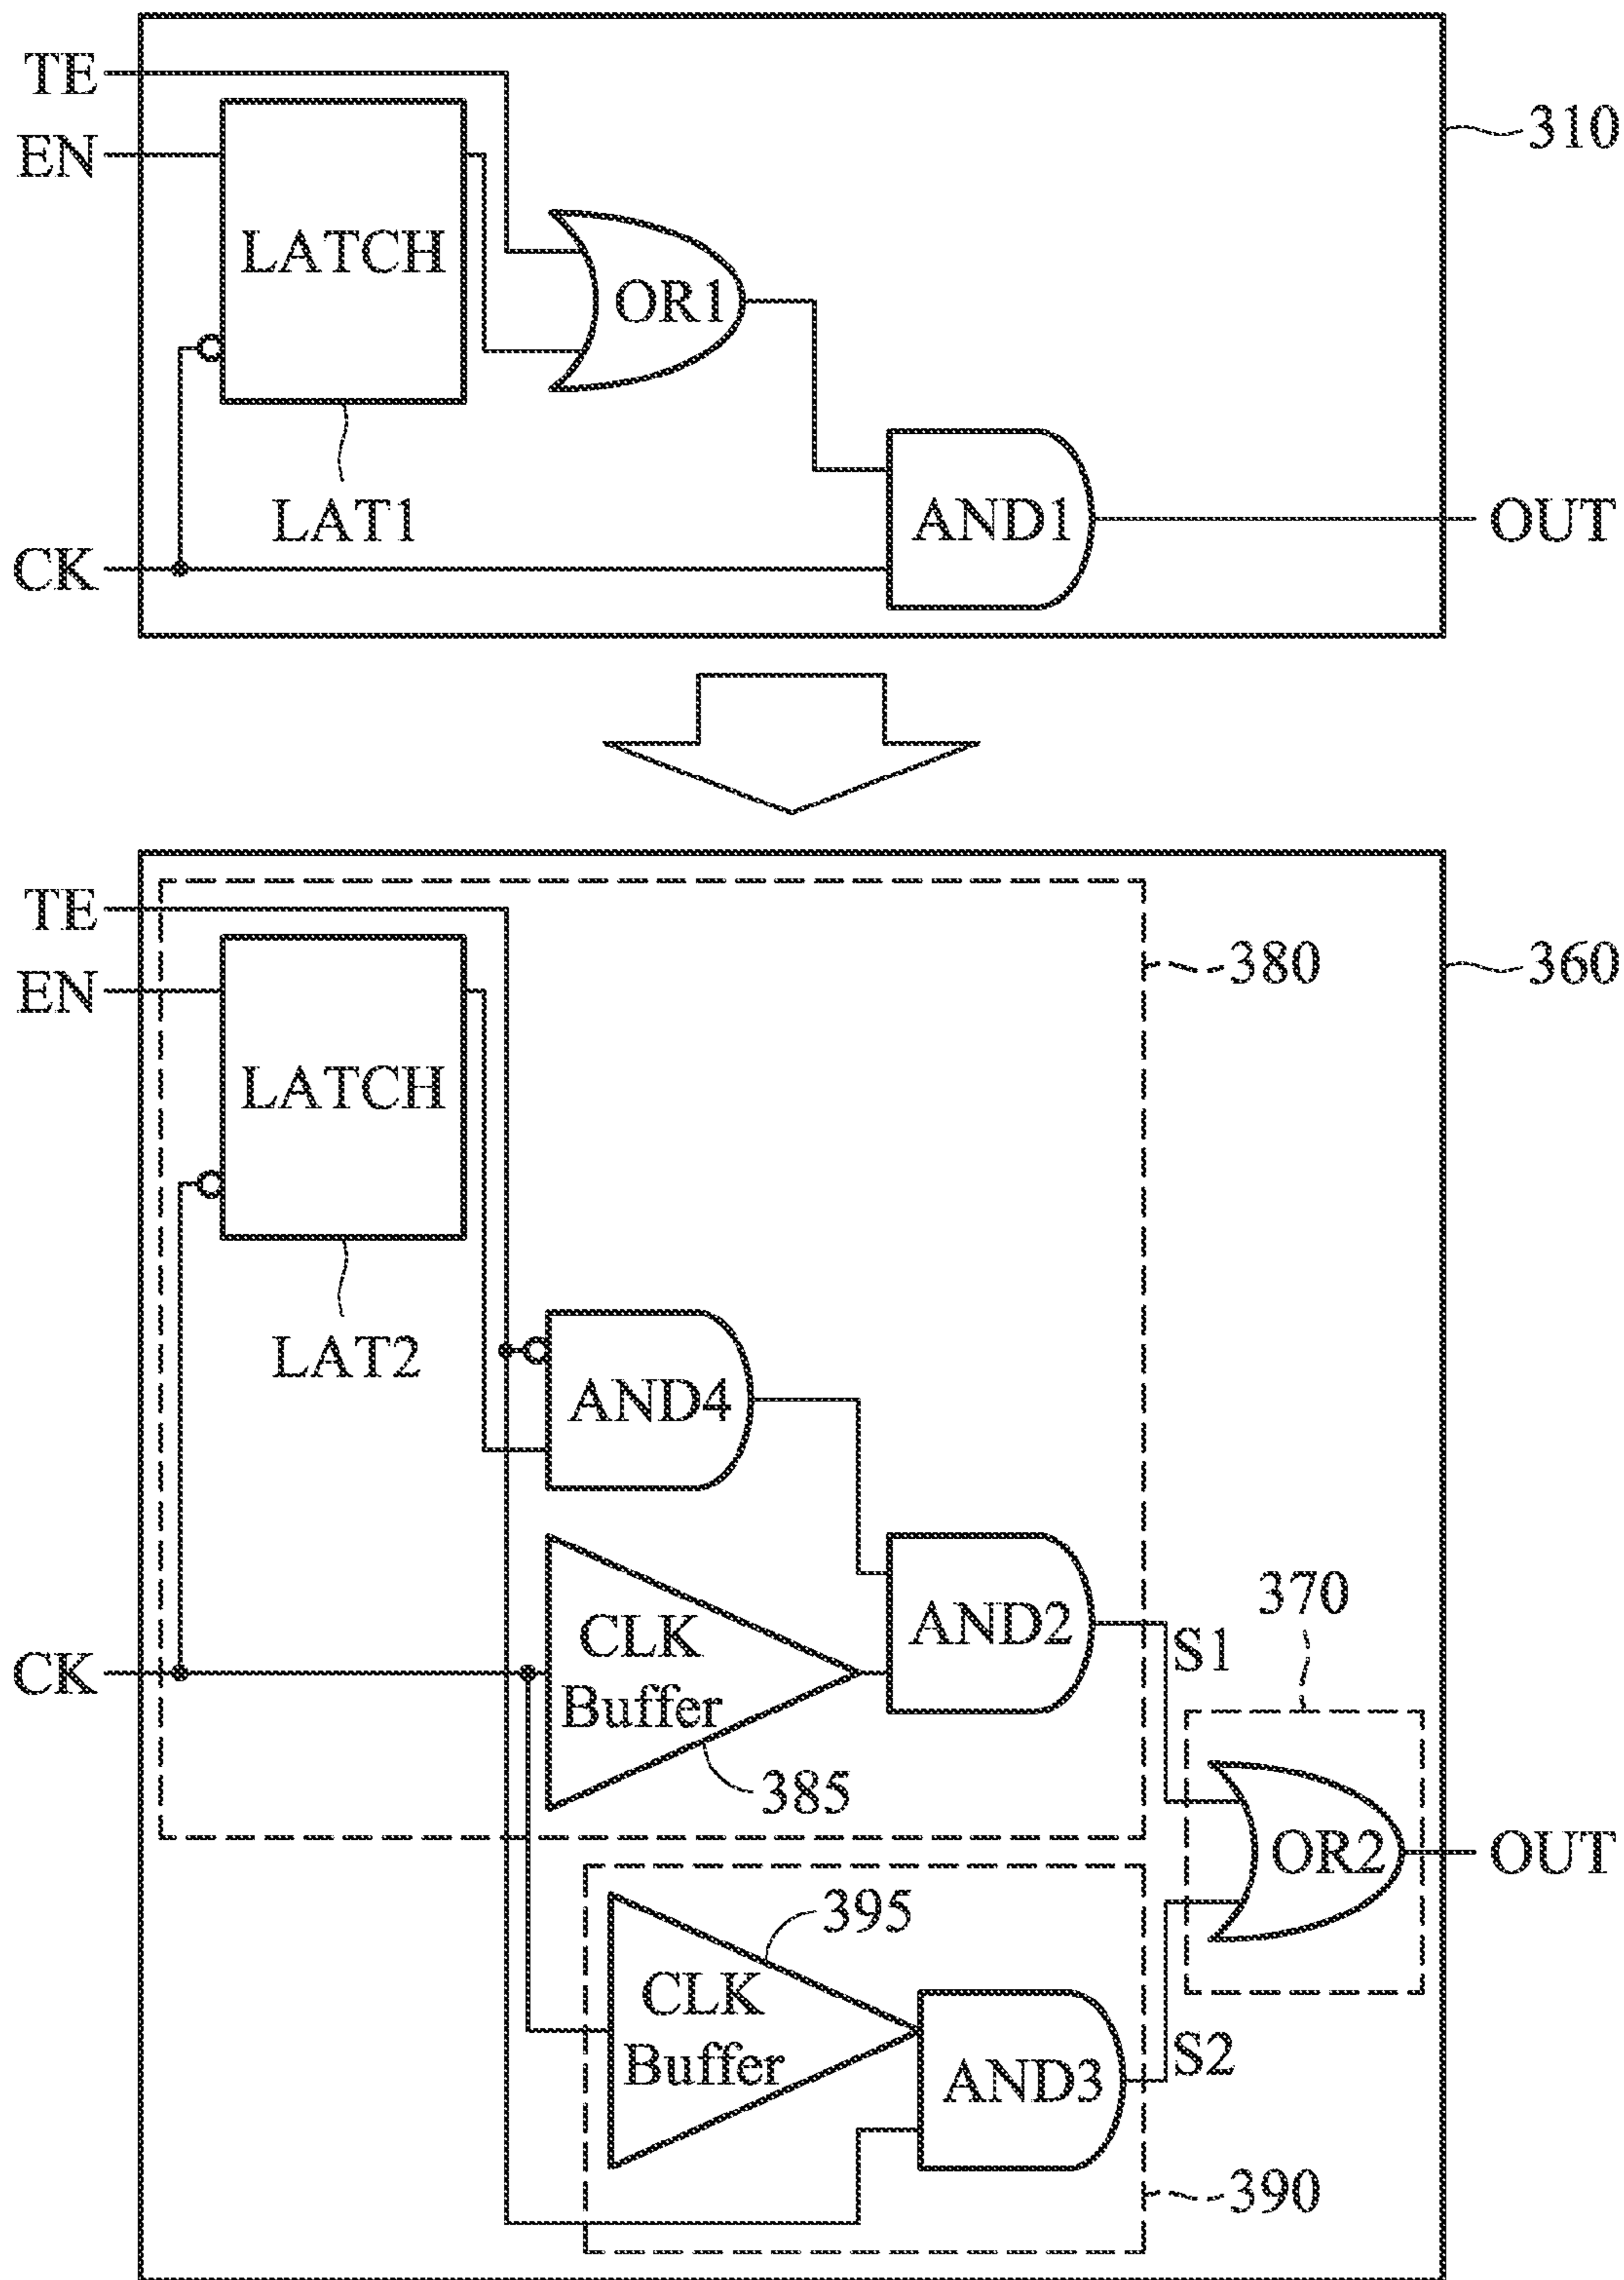 TE
310
EN
LATCH
OR1
LAT1
AND1
OUT
CK
TE
380
360
EN
LATCH
LAT2
AND4
370
CLK
Buffer
AND2
S1
CK
385
OR2
OUT
395
CLK
Buffer
AND3
S2
390